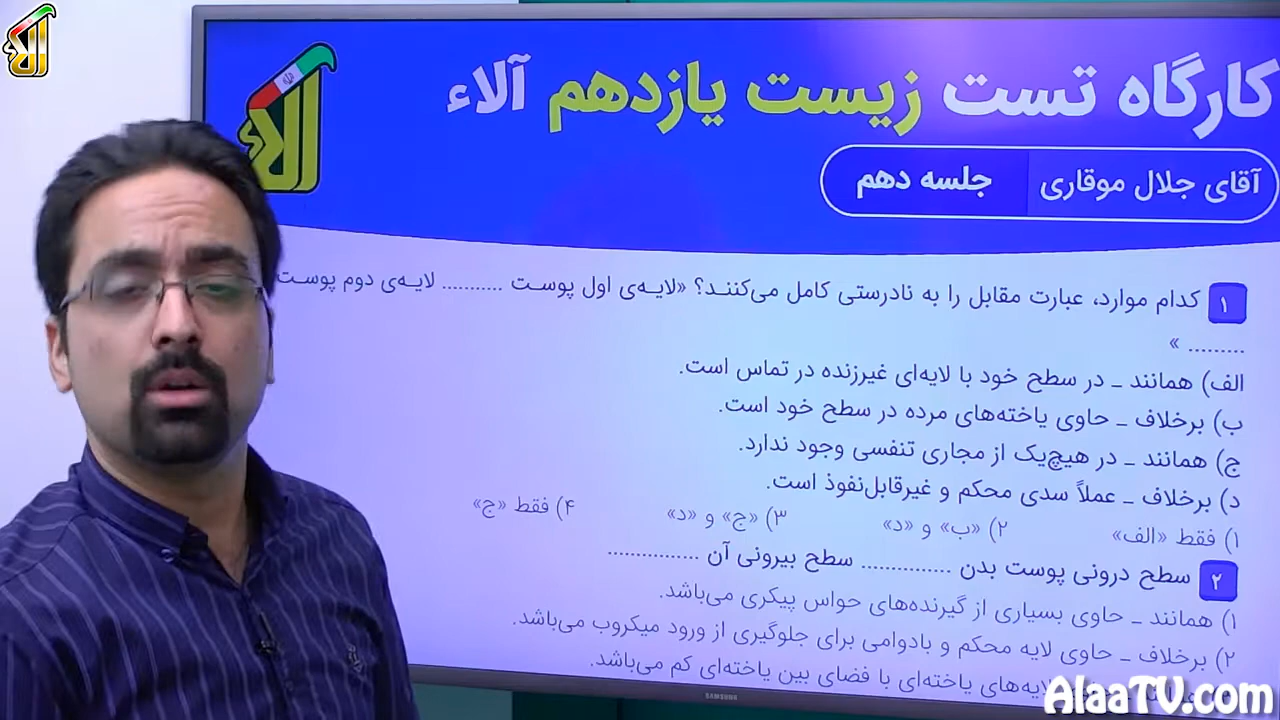 الاء
کارگاه تست زیست یازدهم آلاء
آقای جلال موقاری
جلسه دهم
۱ کدام موارد، عبارت مقابل را به نادرستی کامل می‌کنند؟ «لایه‌ی اول پوست ........... لایه‌ی دوم پوست
.......... »
الف) همانند ـ در سطح خود با لایه‌ای غیرزنده در تماس است.
ب) برخلاف ـ حاوی یاخته‌های مرده در سطح خود است.
ج) همانند ـ در هیچ‌یک از مجاری تنفسی وجود ندارد.
د) برخلاف ـ عملاً سدی محکم و غیرقابل‌نفوذ است.
۱) فقط «الف» ۲) «ب» و «د» ۳) «ج» و «د» ۴) فقط «ج»
۲ سطح درونی پوست بدن .............. سطح بیرونی آن ..............
۱) همانند ـ حاوی بسیاری از گیرنده‌های حواس پیکری می‌باشد.
۲) برخلاف ـ حاوی لایه محکم و بادوامی برای جلوگیری از ورود میکروب می‌باشد.
لایه‌های یاخته‌ای با فضای بین یاخته‌ای کم می‌باشد.
SAMSUNG
AlaaTV.com